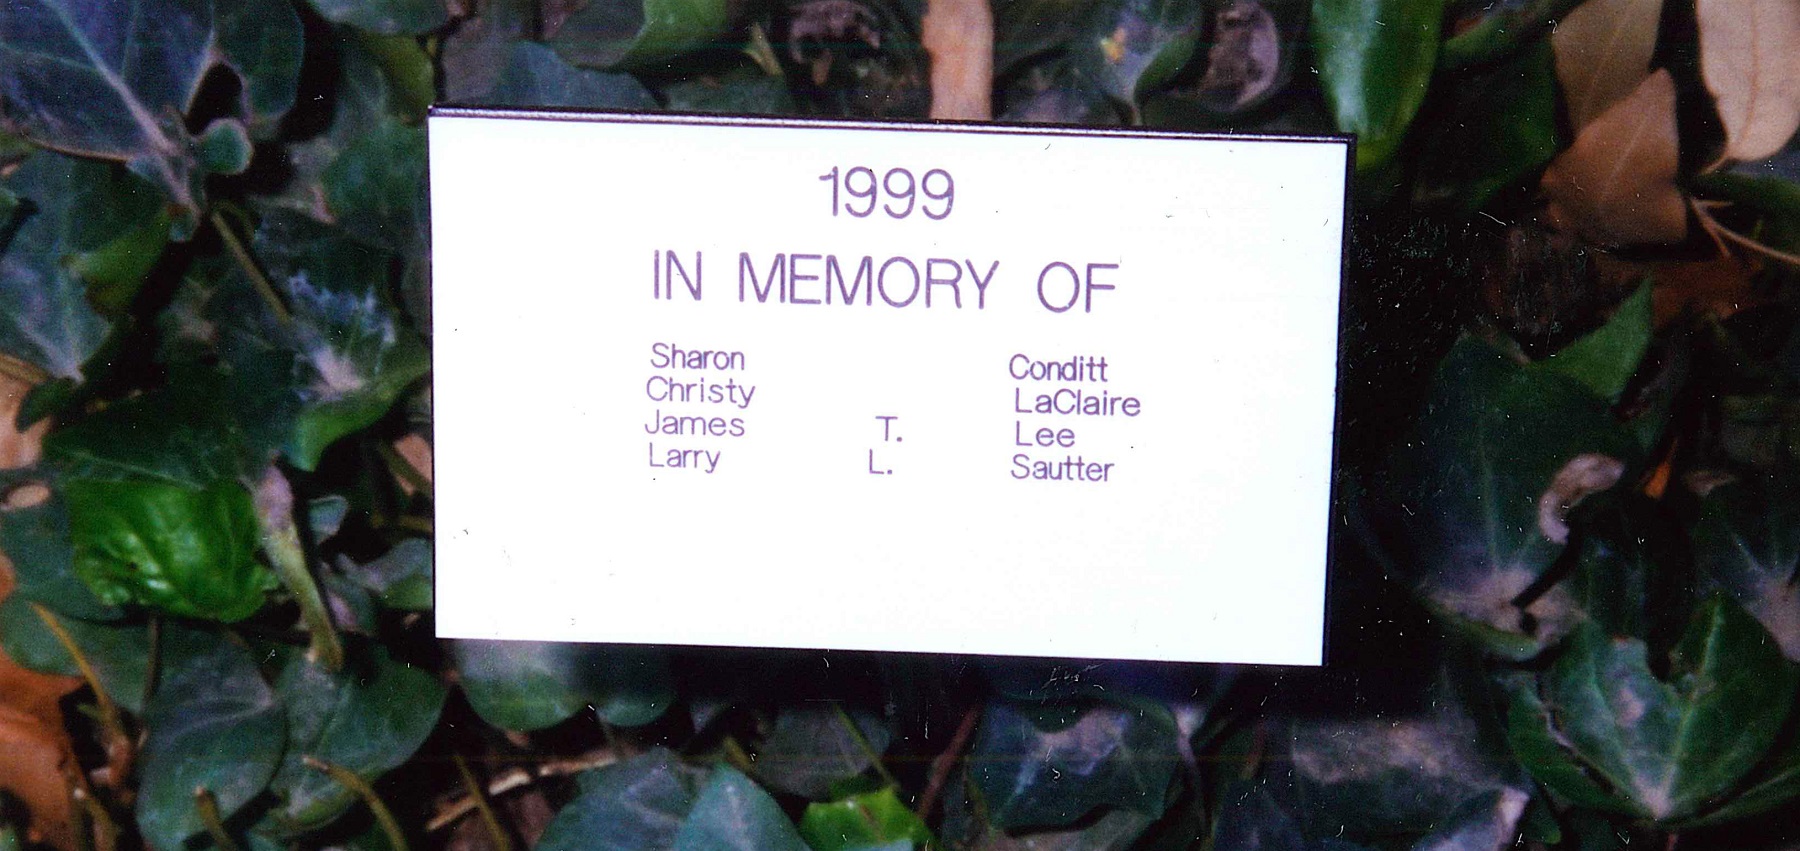 1999
IN MEMORY OF
Sharon Conditt
Christy LaClaire
James T. Lee
Larry L. Sautter